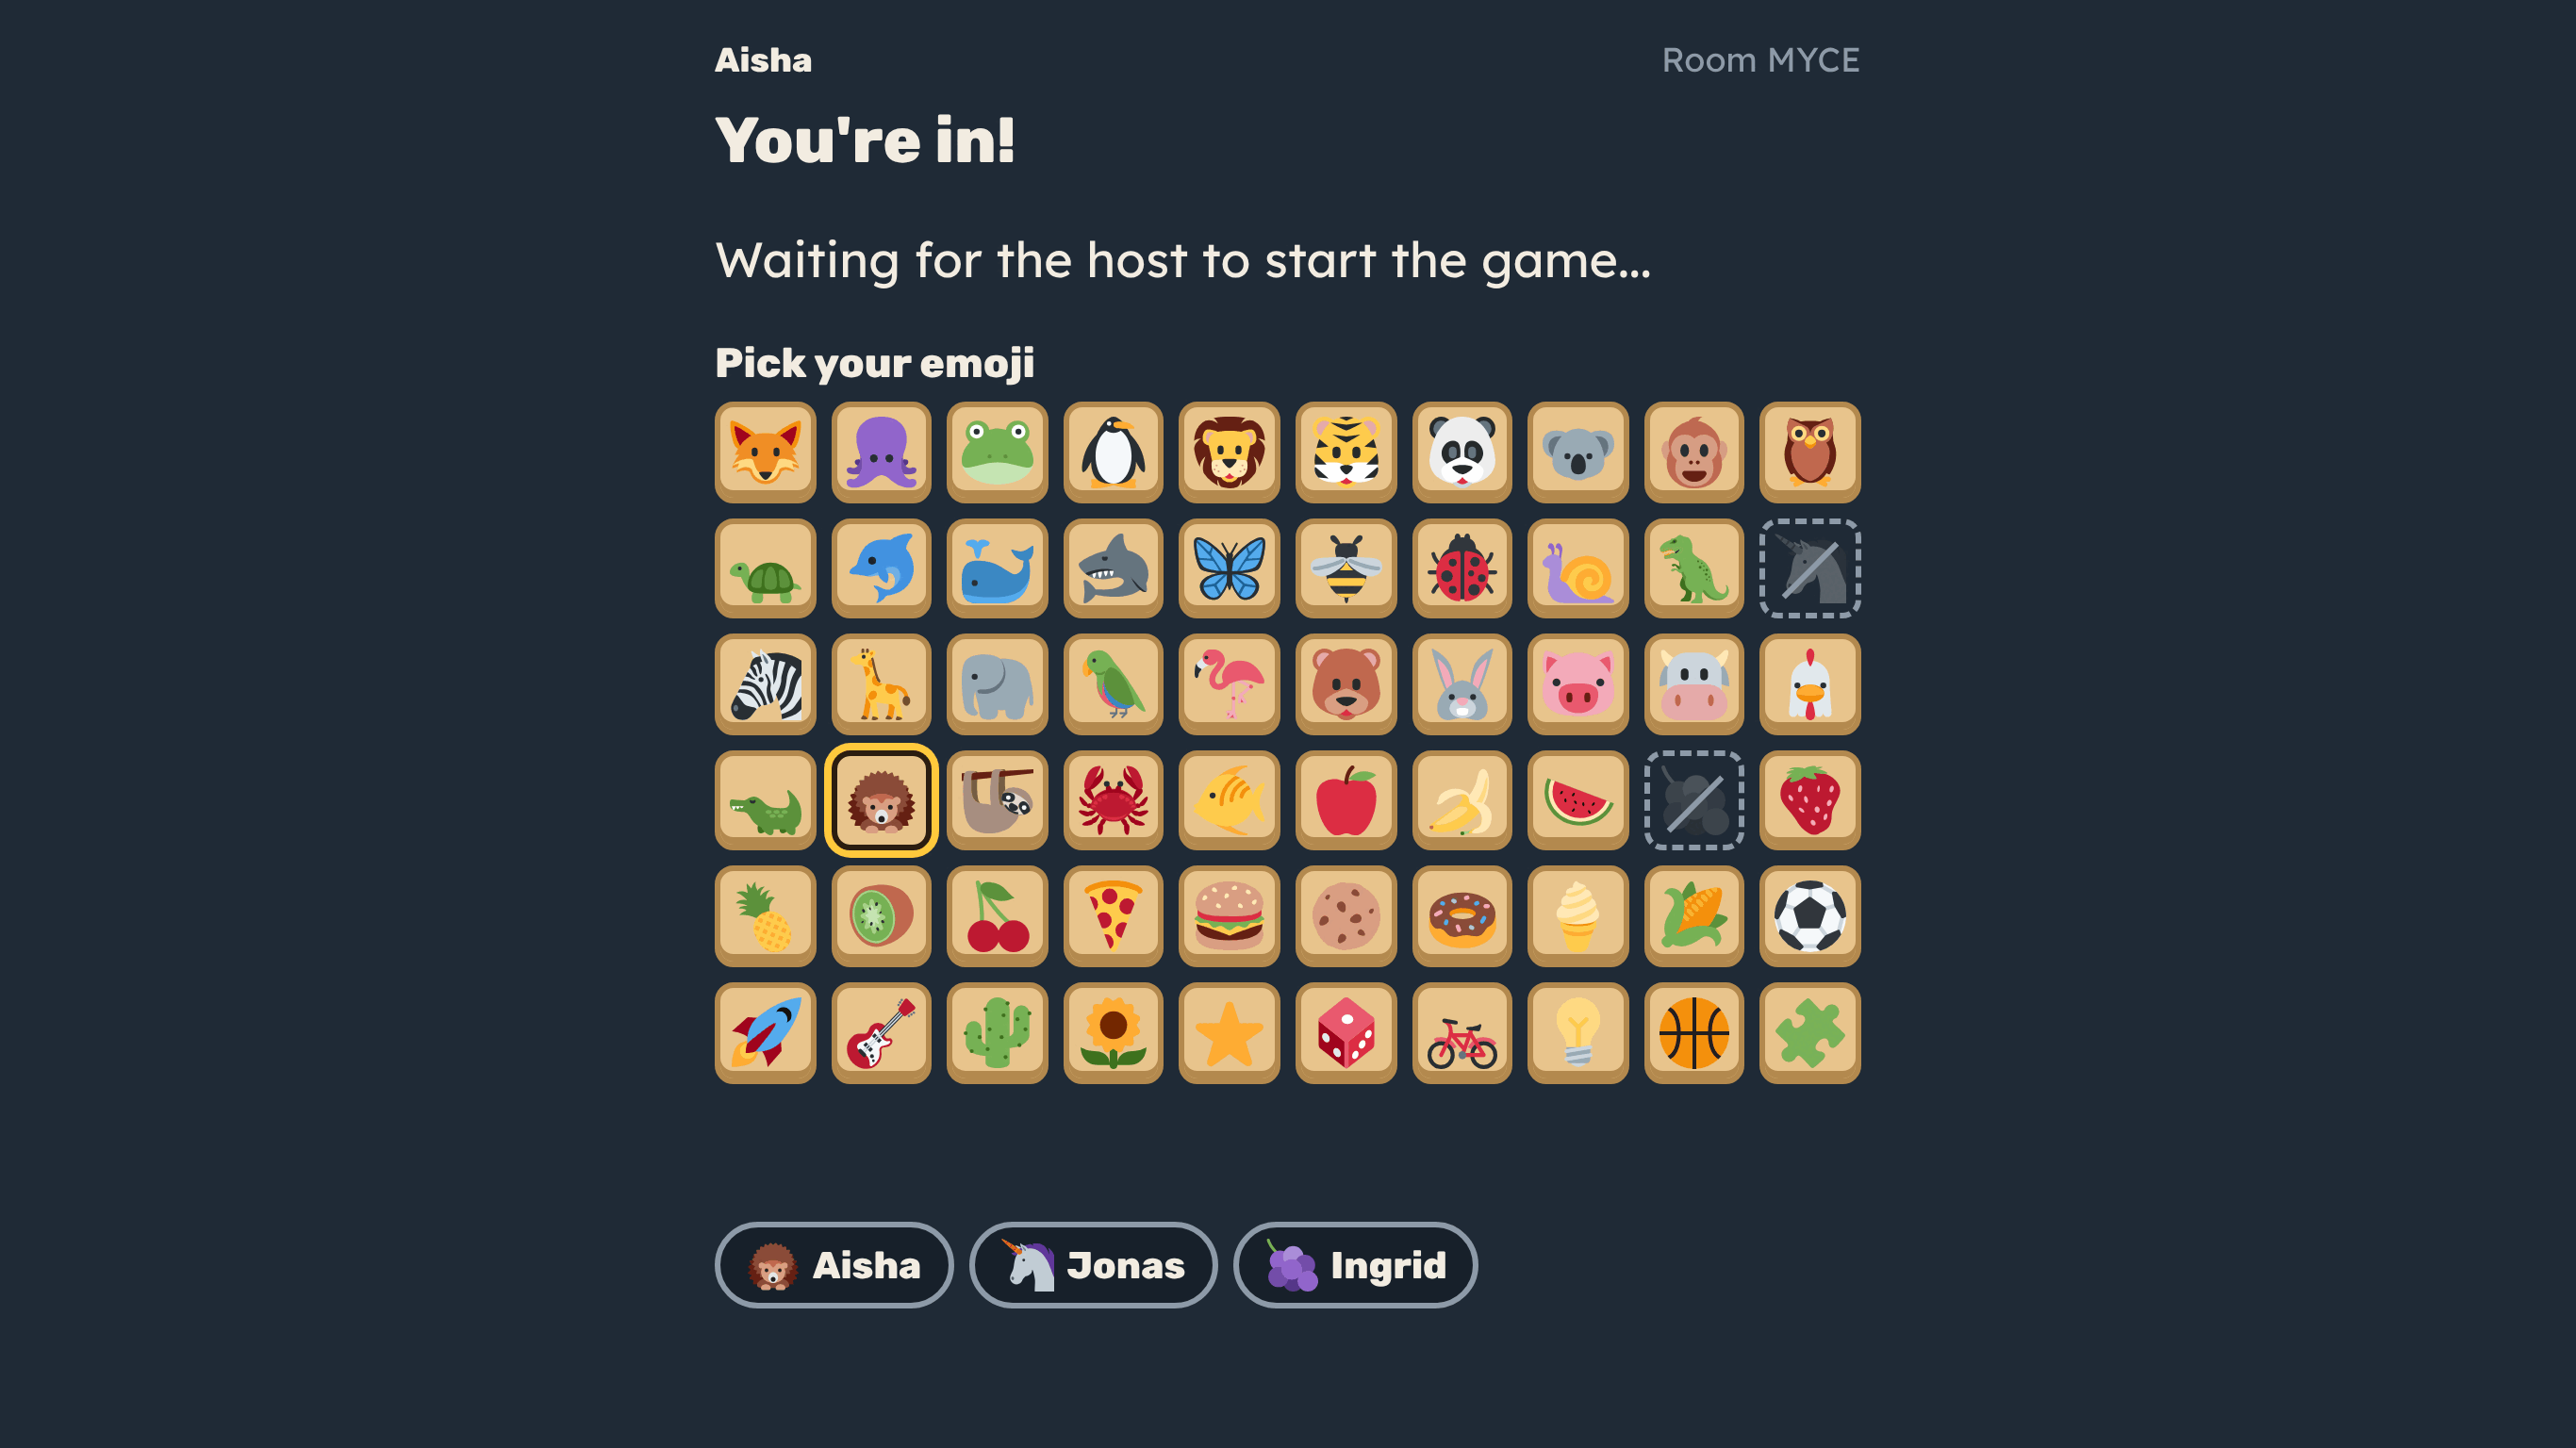 Aisha
Room MYCE
You're in!
Waiting for the host to start the game...
Pick your emoji
Aisha
Jonas
Ingrid